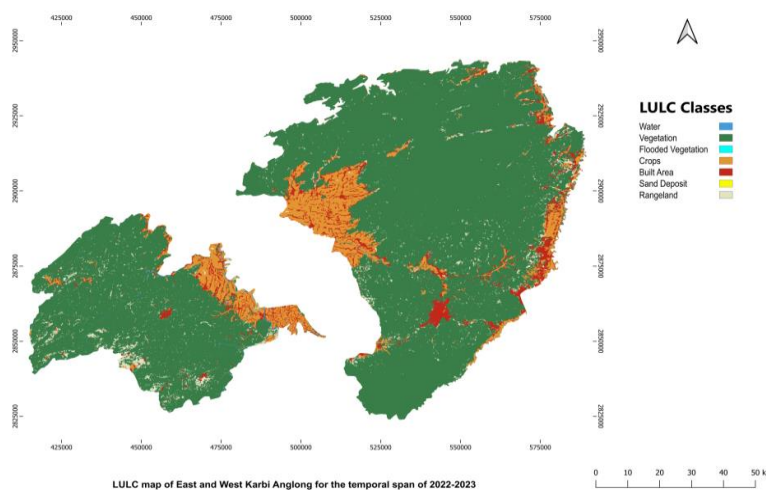 425000 450000 475000 500000 525000 550000 575000
2950000 2950000
2925000 2925000
2900000 2900000
2875000 2875000
2850000 2850000
2825000 2825000
LULC Classes
Water
Vegetation
Flooded Vegetation
Crops
Built Area
Sand Deposit
Rangeland
425000 450000 475000 500000 525000 550000 575000
0 10 20 30 40 50 k
LULC map of East and West Karbi Anglong for the temporal span of 2022-2023